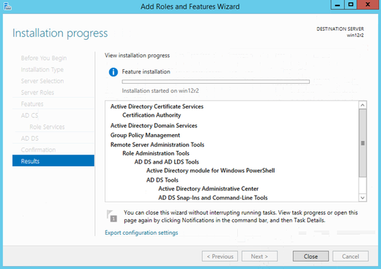 Add Roles and Features Wizard
Installation progress
DESTINATION SERVER
win12r2
Before You Begin
Installation Type
Server Selection
Server Roles
Features
AD CS
Role Services
AD DS
Confirmation
Results
View installation progress
Feature installation
Installation started on win12r2
Active Directory Certificate Services
Certification Authority
Active Directory Domain Services
Group Policy Management
Remote Server Administration Tools
Role Administration Tools
AD DS and AD LDS Tools
Active Directory module for Windows PowerShell
AD DS Tools
Active Directory Administrative Center
AD DS Snap-Ins and Command-Line Tools
You can close this wizard without interrupting running tasks. View task progress or open this
page again by clicking Notifications in the command bar, and then Task Details.
Export configuration settings
< Previous
Next >
Close
Cancel